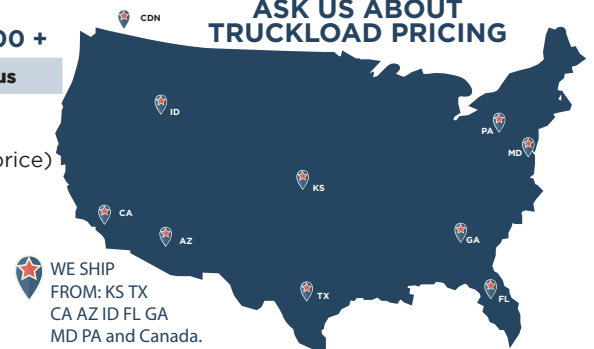 CDN
ASK US ABOUT
TRUCKLOAD PRICING
00 +
us
price)
ID
PA
MD
KS
CA
AZ
GA
TX
FL
WE SHIP
FROM: KS TX
CA AZ ID FL GA
MD PA and Canada.